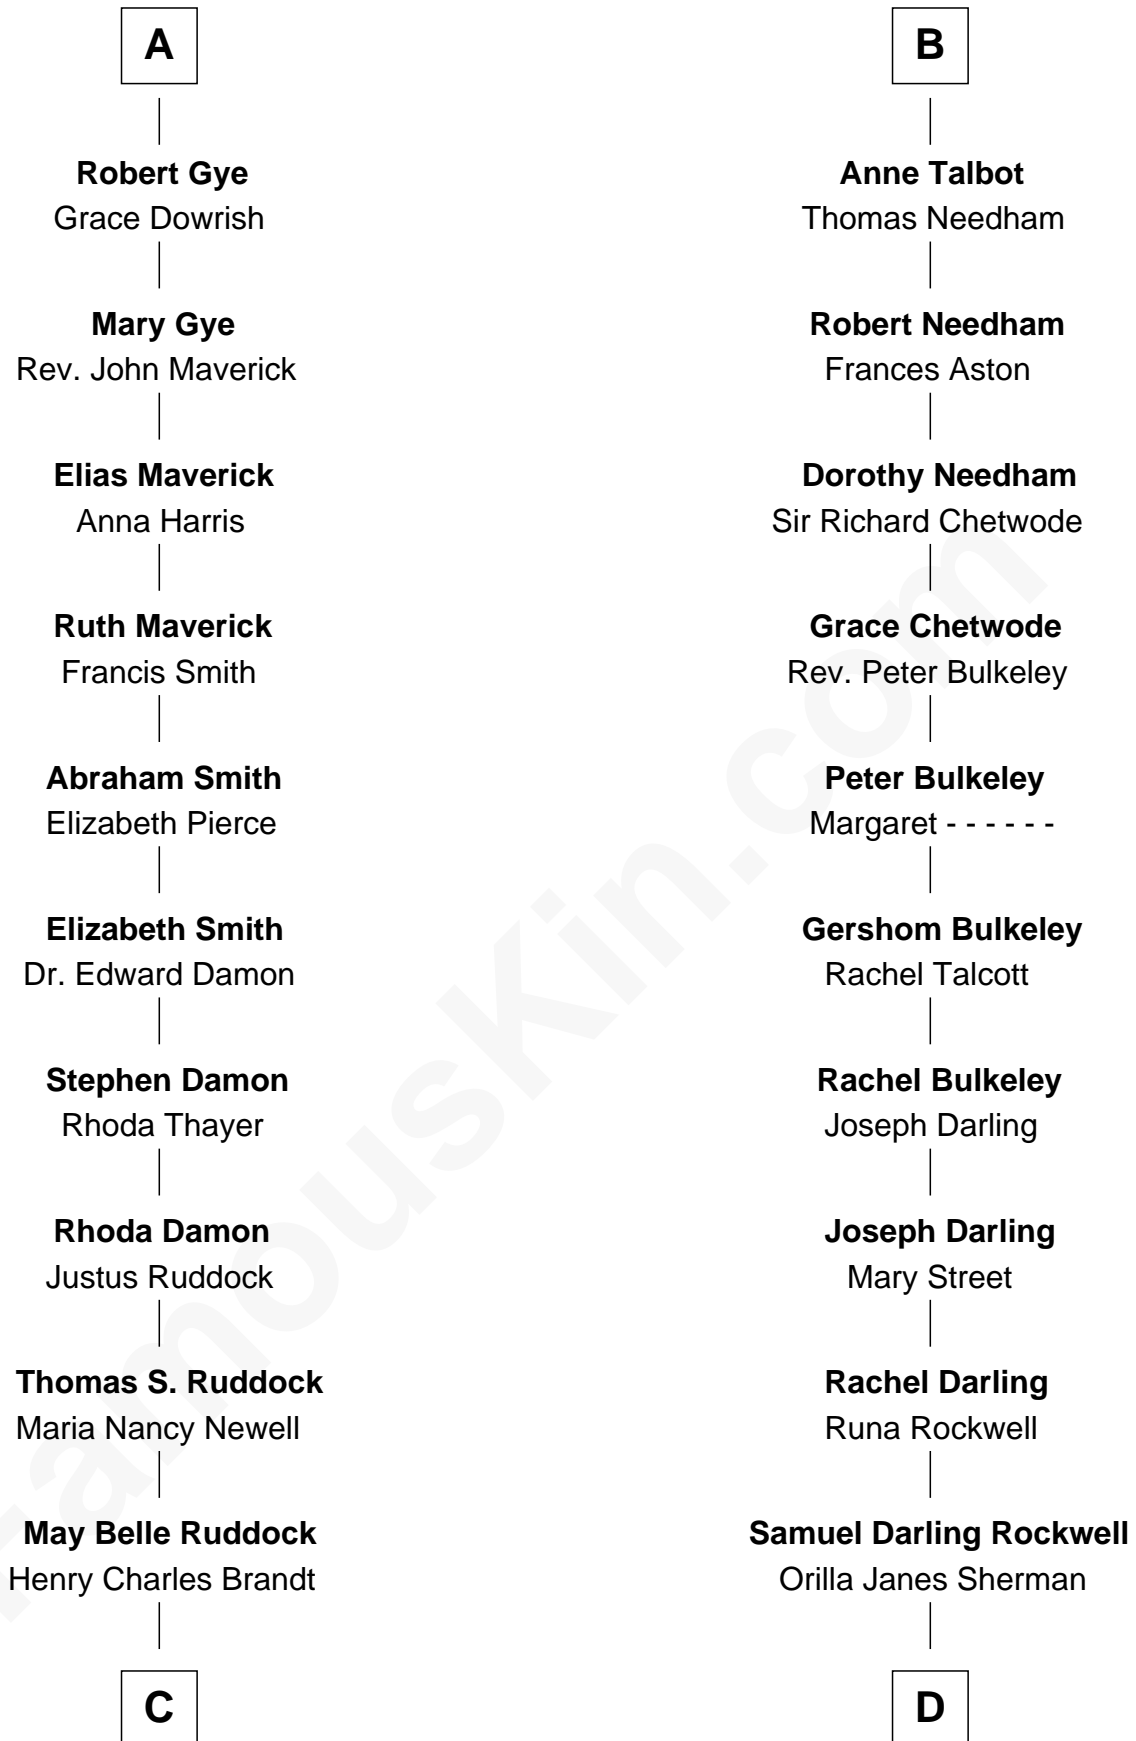 A
Robert Gye
Grace Dowrish
Mary Gye
Rev. John Maverick
Elias Maverick
Anna Harris
Ruth Maverick
Francis Smith
Abraham Smith
Elizabeth Pierce
Elizabeth Smith
Dr. Edward Damon
Stephen Damon
Rhoda Thayer
Rhoda Damon
Justus Ruddock
Thomas S. Ruddock
Maria Nancy Newell
May Belle Ruddock
Henry Charles Brandt
C
B
Anne Talbot
Thomas Needham
Robert Needham
Frances Aston
Dorothy Needham
Sir Richard Chetwode
Grace Chetwode
Rev. Peter Bulkeley
Peter Bulkeley
Margaret - - - - - -
Gershom Bulkeley
Rachel Talcott
Rachel Bulkeley
Joseph Darling
Joseph Darling
Mary Street
Rachel Darling
Runa Rockwell
Samuel Darling Rockwell
Orilla Janes Sherman
D
FamousKin.com